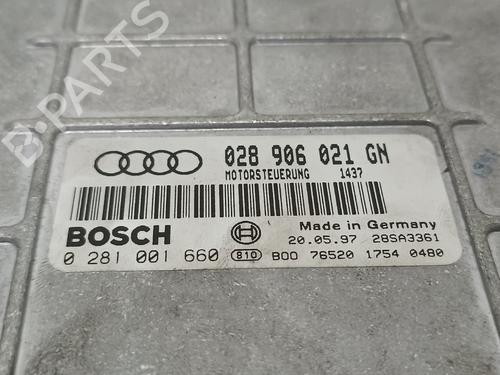 B-PARTS
028 906 021 GN
MOTORSTEUERUNG 1437
BOSCH
Made in Germany
20.05.97 28SA3361
0 281 001 660 810 BOO 76520 1754 0480